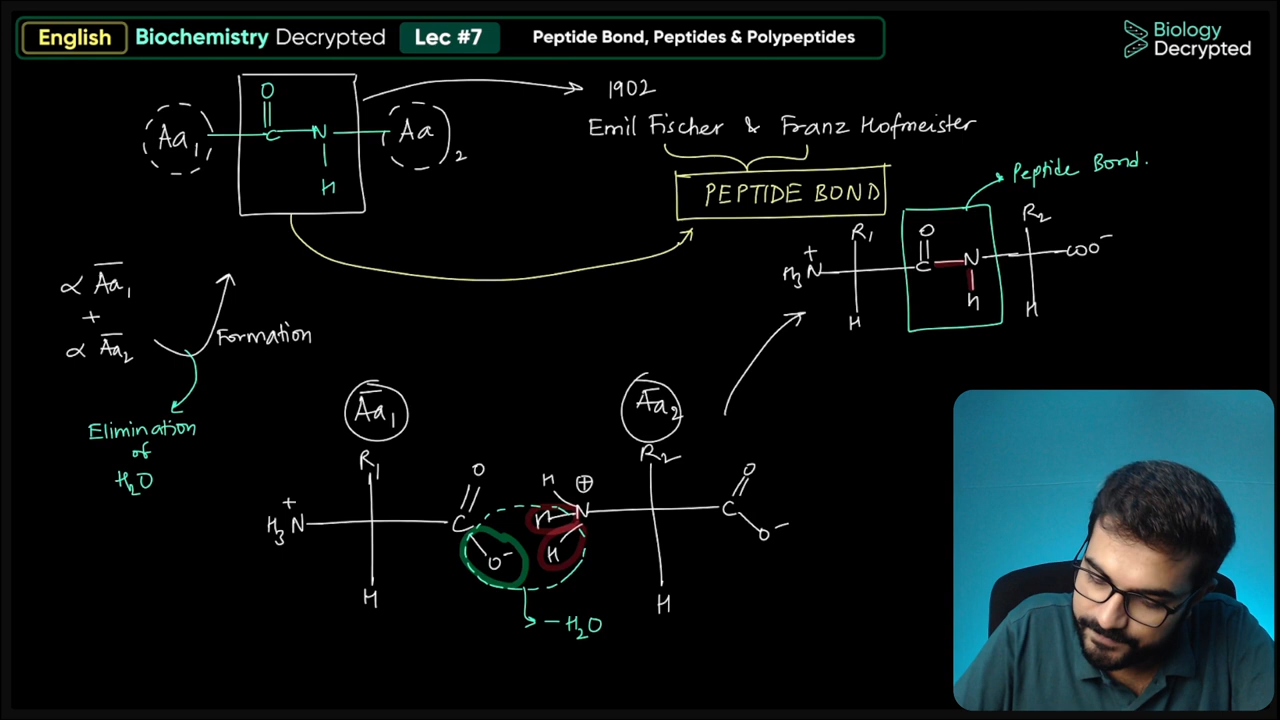 English Biochemistry Decrypted Lec #7 Peptide Bond, Peptides & Polypeptides
Biology
Decrypted
1902
Emil Fischer & Franz Hofmeister
PEPTIDE BOND
Peptide Bond.
O
Aa1 C N Aa2
H
R1 O R2
H3N+ C N COO-
H H H
∝ Aa1
+
∝ Aa2
Formation
Elimination
of
H2O
Aa1 Aa2
R1 O H ⊕ R2 O
H3N+ C H N C
O- H O-
H H
- H2O